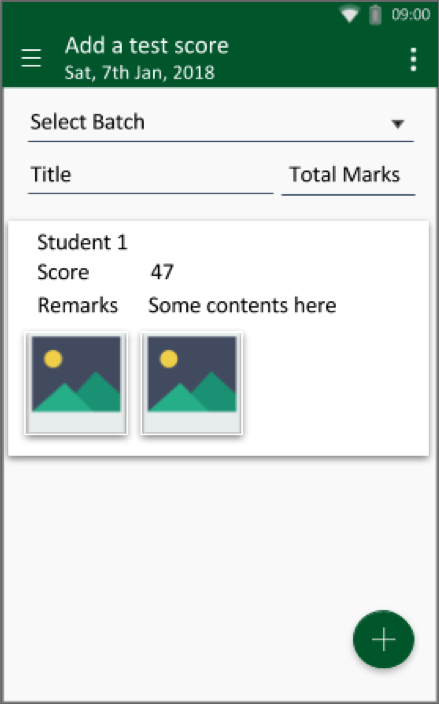 09:00
Add a test score
Sat, 7th Jan, 2018
Select Batch
Title Total Marks
Student 1
Score 47
Remarks Some contents here